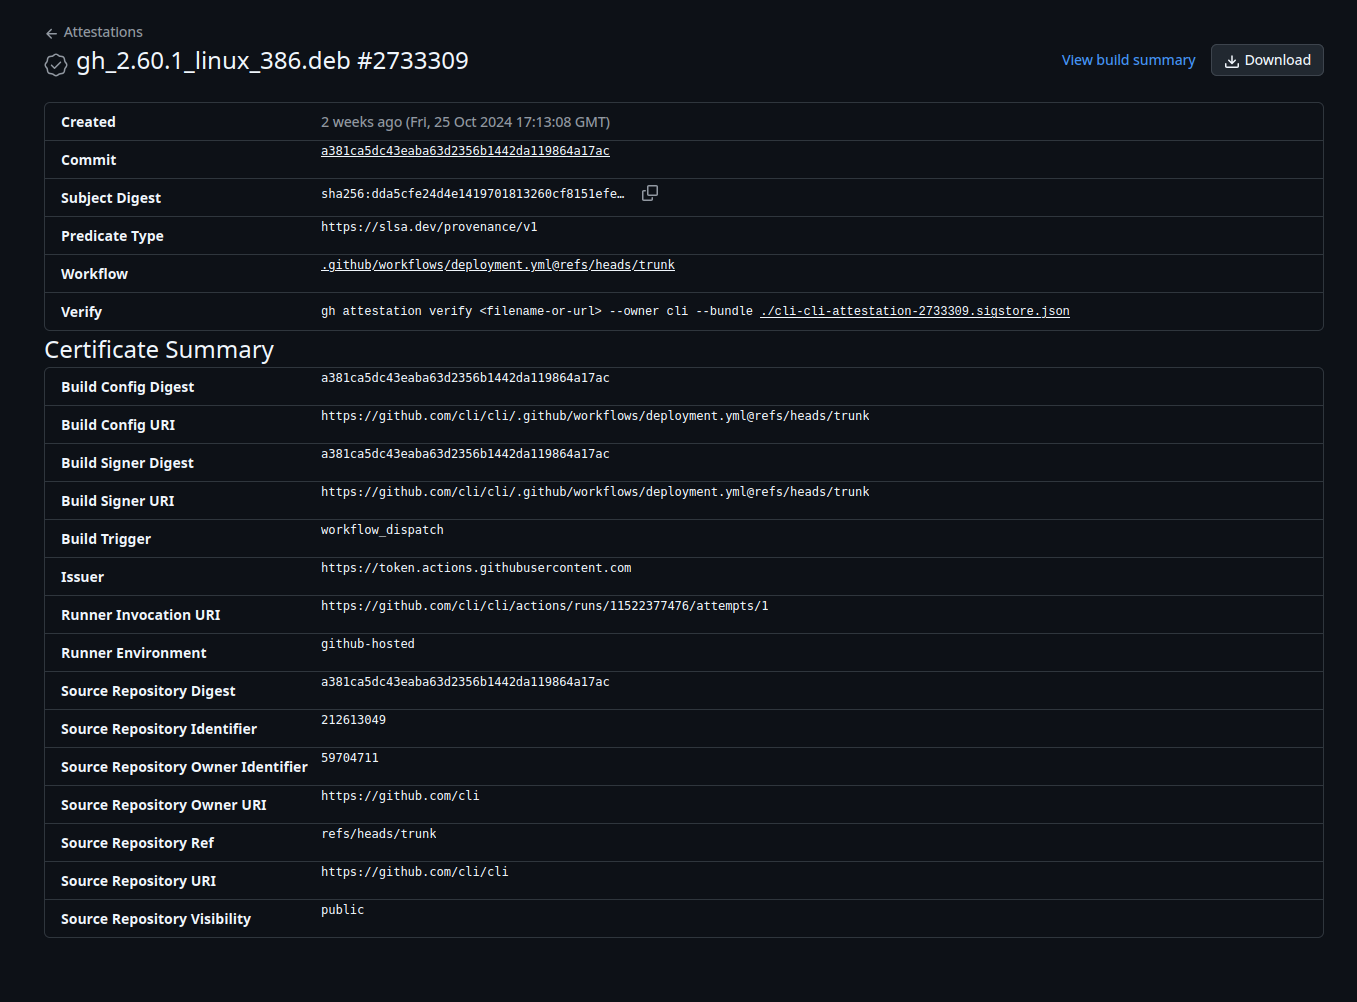 Attestations
gh_2.60.1_linux_386.deb #2733309
View build summary
Download
Created 2 weeks ago (Fri, 25 Oct 2024 17:13:08 GMT)
Commit a381ca5dc43eaba63d2356b1442da119864a17ac
Subject Digest sha256:dda5cfe24d4e1419701813260cf8151efe…
Predicate Type https://slsa.dev/provenance/v1
Workflow .github/workflows/deployment.yml@refs/heads/trunk
Verify gh attestation verify <filename-or-url> --owner cli --bundle ./cli-cli-attestation-2733309.sigstore.json
Certificate Summary
Build Config Digest a381ca5dc43eaba63d2356b1442da119864a17ac
Build Config URI https://github.com/cli/cli/.github/workflows/deployment.yml@refs/heads/trunk
Build Signer Digest a381ca5dc43eaba63d2356b1442da119864a17ac
Build Signer URI https://github.com/cli/cli/.github/workflows/deployment.yml@refs/heads/trunk
Build Trigger workflow_dispatch
Issuer https://token.actions.githubusercontent.com
Runner Invocation URI https://github.com/cli/cli/actions/runs/11522377476/attempts/1
Runner Environment github-hosted
Source Repository Digest a381ca5dc43eaba63d2356b1442da119864a17ac
Source Repository Identifier 212613049
Source Repository Owner Identifier 59704711
Source Repository Owner URI https://github.com/cli
Source Repository Ref refs/heads/trunk
Source Repository URI https://github.com/cli/cli
Source Repository Visibility public